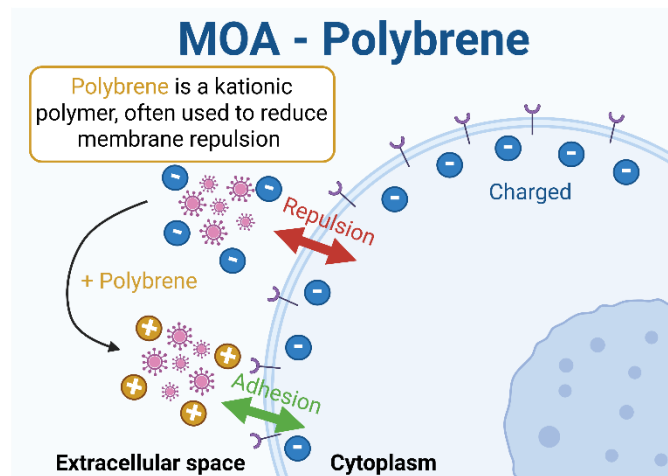 MOA - Polybrene
Polybrene is a kationic
polymer, often used to reduce
membrane repulsion
Charged
Repulsion
+ Polybrene
Adhesion
Extracellular space
Cytoplasm